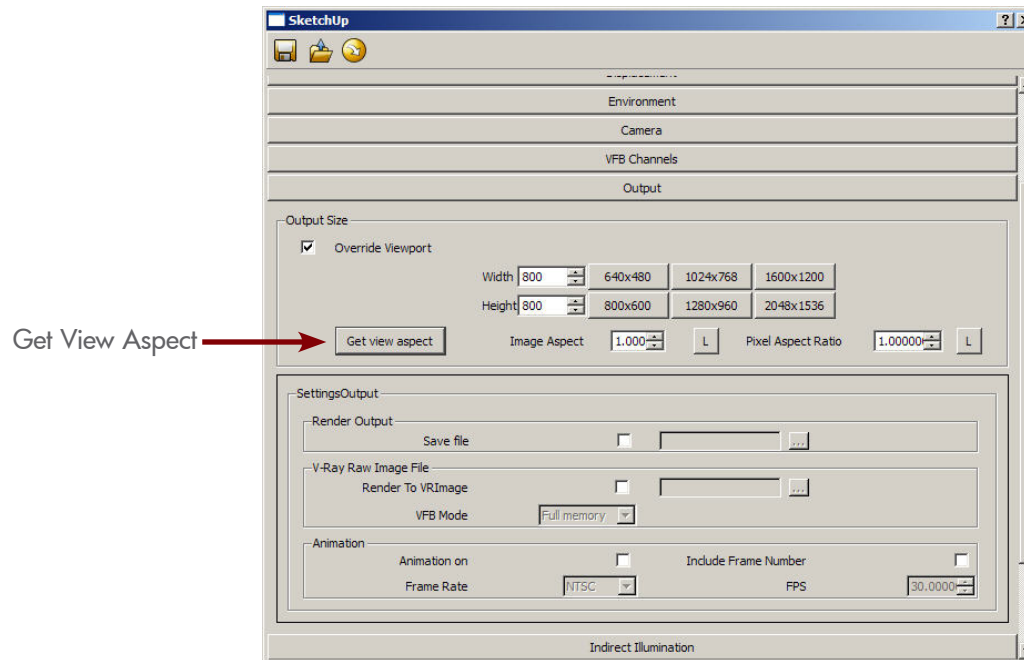 SketchUp
Displacement
Environment
Camera
VFB Channels
Output
Output Size
Override Viewport
Width 800 640x480 1024x768 1600x1200
Height 800 800x600 1280x960 2048x1536
Get View Aspect
Get view aspect Image Aspect 1.000 L Pixel Aspect Ratio 1.00000 L
SettingsOutput
Render Output
Save file ...
V-Ray Raw Image File
Render To VRImage ...
VFB Mode Full memory
Animation
Animation on Include Frame Number
Frame Rate NTSC FPS 30.0000
Indirect Illumination